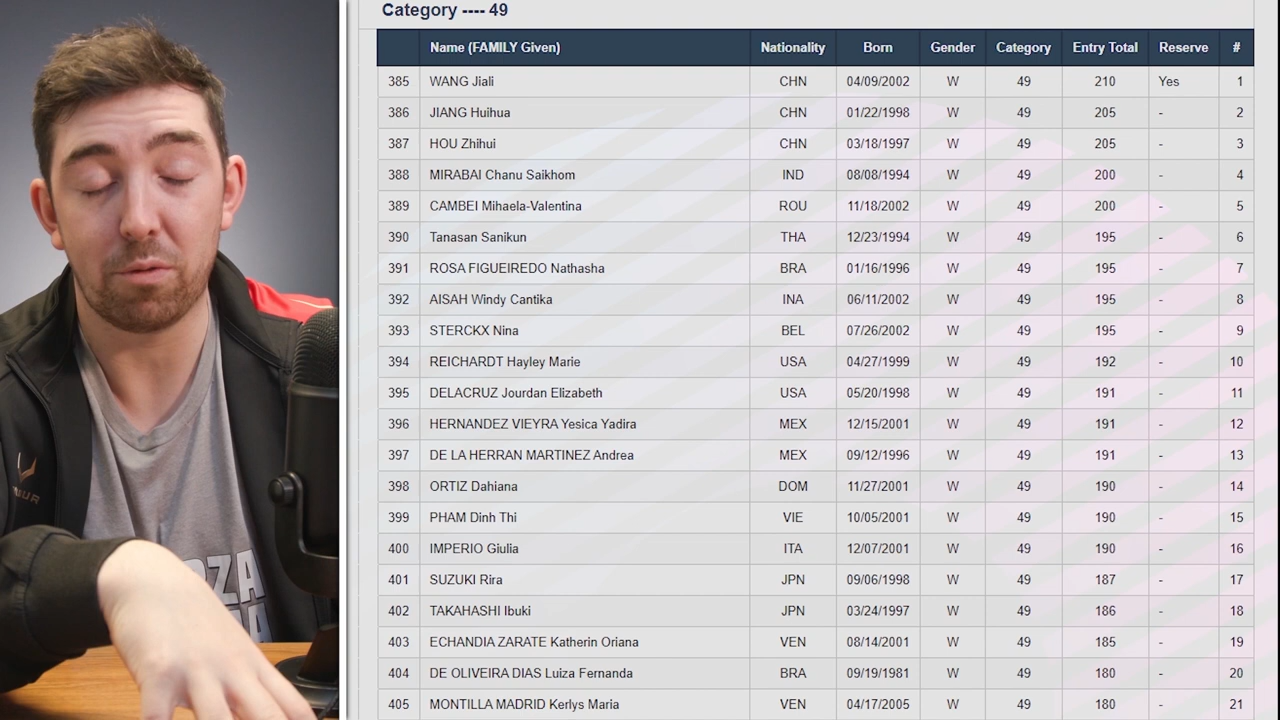 Category ---- 49
Name (FAMILY Given) Nationality Born Gender Category Entry Total Reserve #
385 WANG Jiali CHN 04/09/2002 W 49 210 Yes 1
386 JIANG Huihua CHN 01/22/1998 W 49 205 - 2
387 HOU Zhihui CHN 03/18/1997 W 49 205 - 3
388 MIRABAI Chanu Saikhom IND 08/08/1994 W 49 200 - 4
389 CAMBEI Mihaela-Valentina ROU 11/18/2002 W 49 200 - 5
390 Tanasan Sanikun THA 12/23/1994 W 49 195 - 6
391 ROSA FIGUEIREDO Nathasha BRA 01/16/1996 W 49 195 - 7
392 AISAH Windy Cantika INA 06/11/2002 W 49 195 - 8
393 STERCKX Nina BEL 07/26/2002 W 49 195 - 9
394 REICHARDT Hayley Marie USA 04/27/1999 W 49 192 - 10
395 DELACRUZ Jourdan Elizabeth USA 05/20/1998 W 49 191 - 11
396 HERNANDEZ VIEYRA Yesica Yadira MEX 12/15/2001 W 49 191 - 12
397 DE LA HERRAN MARTINEZ Andrea MEX 09/12/1996 W 49 191 - 13
398 ORTIZ Dahiana DOM 11/27/2001 W 49 190 - 14
399 PHAM Dinh Thi VIE 10/05/2001 W 49 190 - 15
400 IMPERIO Giulia ITA 12/07/2001 W 49 190 - 16
401 SUZUKI Rira JPN 09/06/1998 W 49 187 - 17
402 TAKAHASHI Ibuki JPN 03/24/1997 W 49 186 - 18
403 ECHANDIA ZARATE Katherin Oriana VEN 08/14/2001 W 49 185 - 19
404 DE OLIVEIRA DIAS Luiza Fernanda BRA 09/19/1981 W 49 180 - 20
405 MONTILLA MADRID Kerlys Maria VEN 04/17/2005 W 49 180 - 21